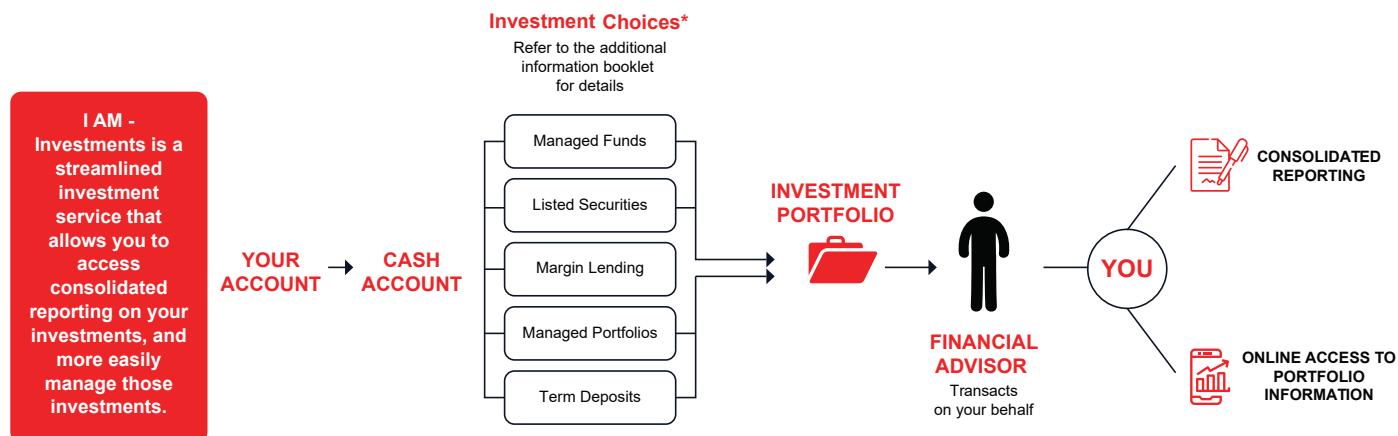 I AM -
Investments is a
streamlined
investment
service that
allows you to
access
consolidated
reporting on your
investments, and
more easily
manage those
investments.
YOUR
ACCOUNT
CASH
ACCOUNT
Investment Choices*
Refer to the additional
information booklet
for details
Managed Funds
Listed Securities
Margin Lending
Managed Portfolios
Term Deposits
INVESTMENT
PORTFOLIO
FINANCIAL
ADVISOR
Transacts
on your behalf
YOU
CONSOLIDATED
REPORTING
ONLINE ACCESS TO
PORTFOLIO
INFORMATION